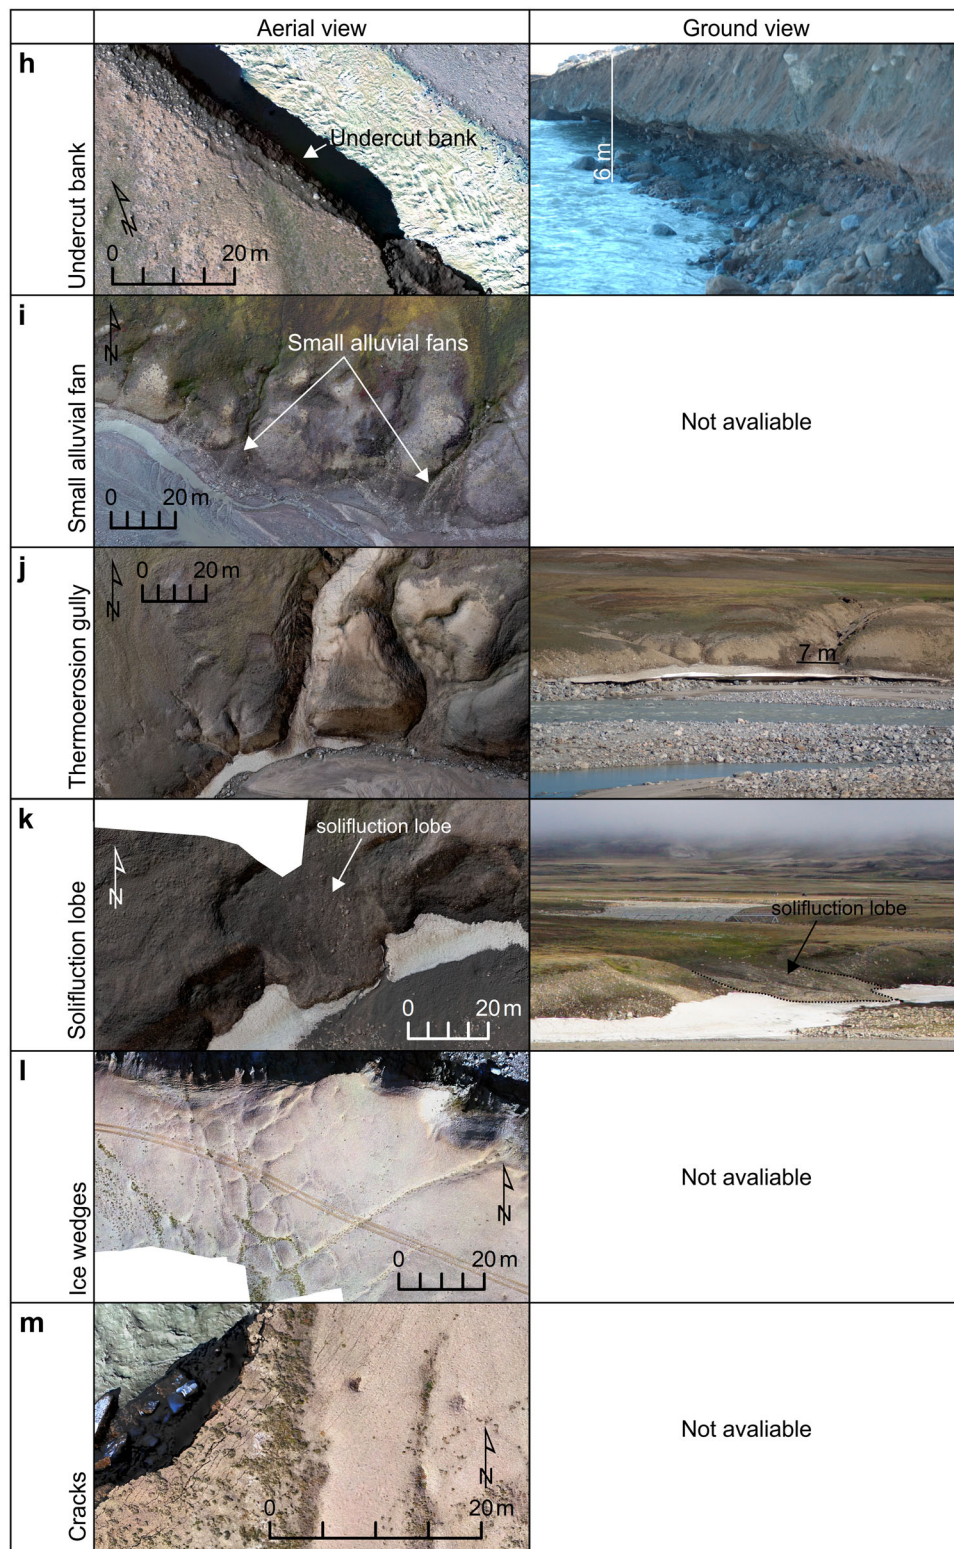 Aerial view
Ground view
h
Undercut bank
Undercut bank
N
0 20 m
6 m
i
Small alluvial fan
N
Small alluvial fans
0 20 m
Not avaliable
j
Thermoerosion gully
N
0 20 m
7 m
k
Solifluction lobe
N
solifluction lobe
0 20 m
solifluction lobe
l
Ice wedges
N
0 20 m
Not avaliable
m
Cracks
N
0 20 m
Not avaliable